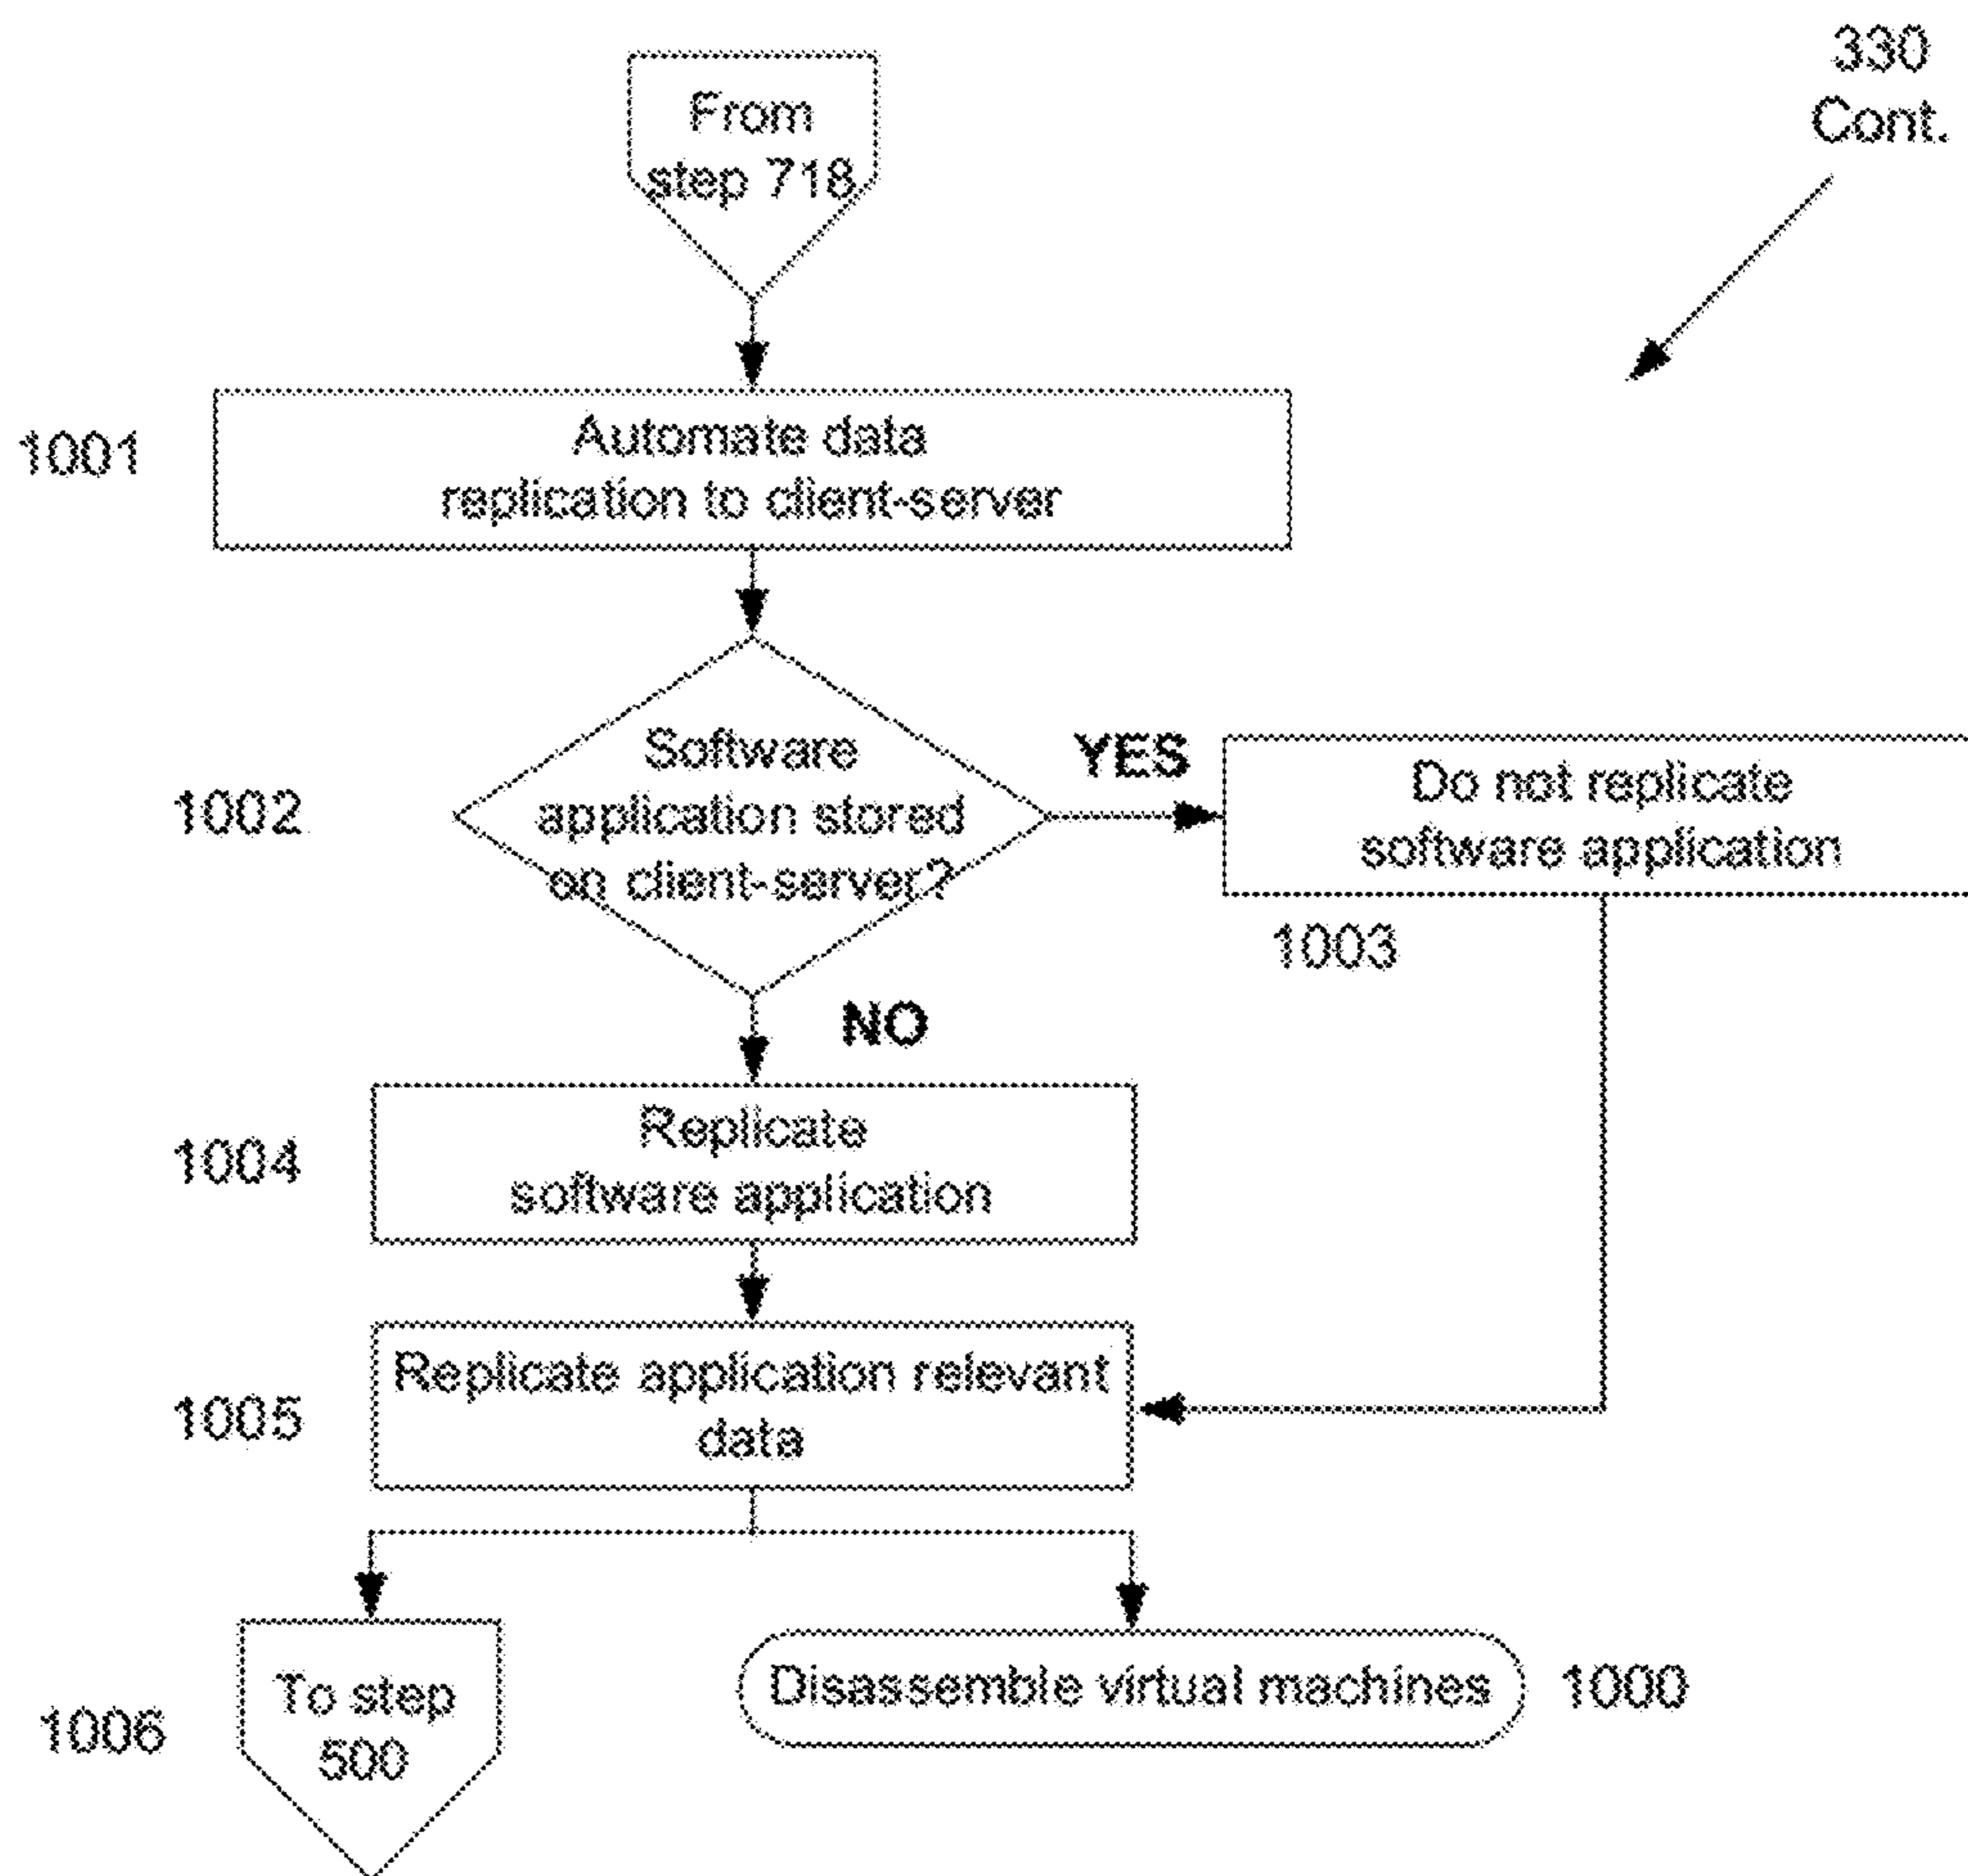 330
Cont.
From
step 718
1001
Automate data
replication to client-server
1002
Software
application stored
on client-server?
YES
Do not replicate
software application
1003
NO
1004
Replicate
software application
1005
Replicate application relevant
data
1006
To step
500
Disassemble virtual machines
1000